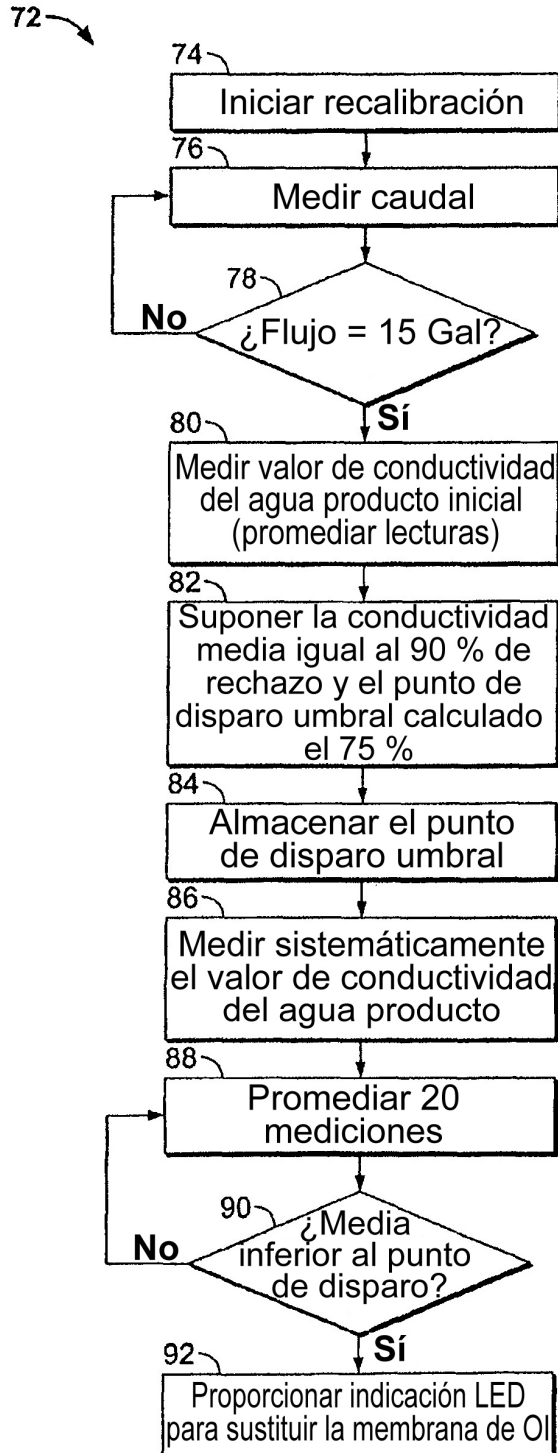 72
74
Iniciar recalibración
76
Medir caudal
78
No
¿Flujo = 15 Gal?
Sí
80
Medir valor de conductividad
del agua producto inicial
(promediar lecturas)
82
Suponer la conductividad
media igual al 90 % de
rechazo y el punto de
disparo umbral calculado
el 75 %
84
Almacenar el punto
de disparo umbral
86
Medir sistemáticamente
el valor de conductividad
del agua producto
88
Promediar 20
mediciones
90
¿Media
No
inferior al punto
de disparo?
Sí
92
Proporcionar indicación LED
para sustituir la membrana de OI